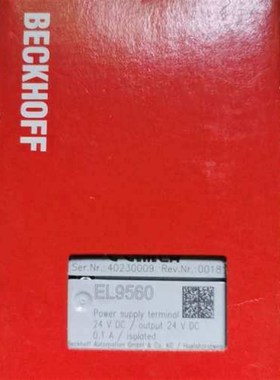 BECKHOFF
Ser.Nr.: 40230009 Rev.Nr. 0018
EL9560
Power supply terminal
24 V DC / output 24 V DC
0,1 A / isolated
Beckhoff Automation GmbH & Co. KG /